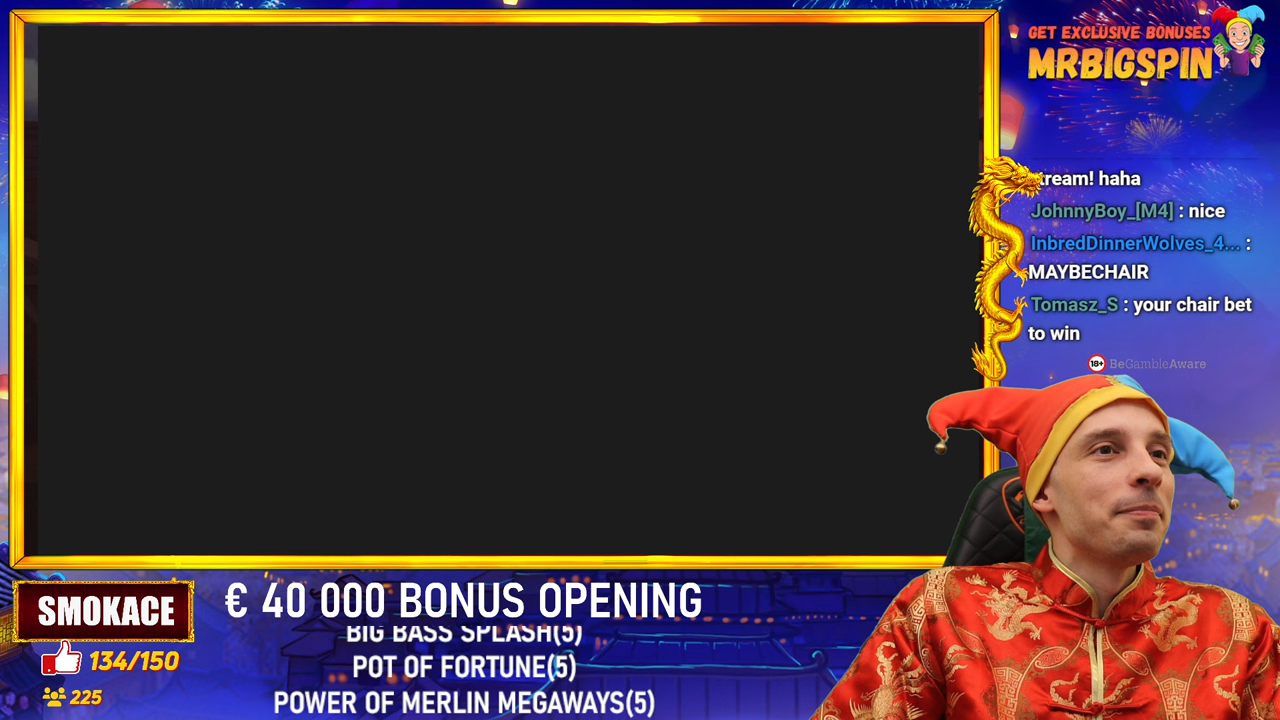 GET EXCLUSIVE BONUSES
MRBIGSPIN
tream! haha
JohnnyBoy_[M4] : nice
InbredDinnerWolves_4... :
MAYBECHAIR
Tomasz_S : your chair bet
to win
18+ BeGambleAware
SMOKACE
134/150
225
€ 40 000 BONUS OPENING
BIG BASS SPLASH(5)
POT OF FORTUNE(5)
POWER OF MERLIN MEGAWAYS(5)